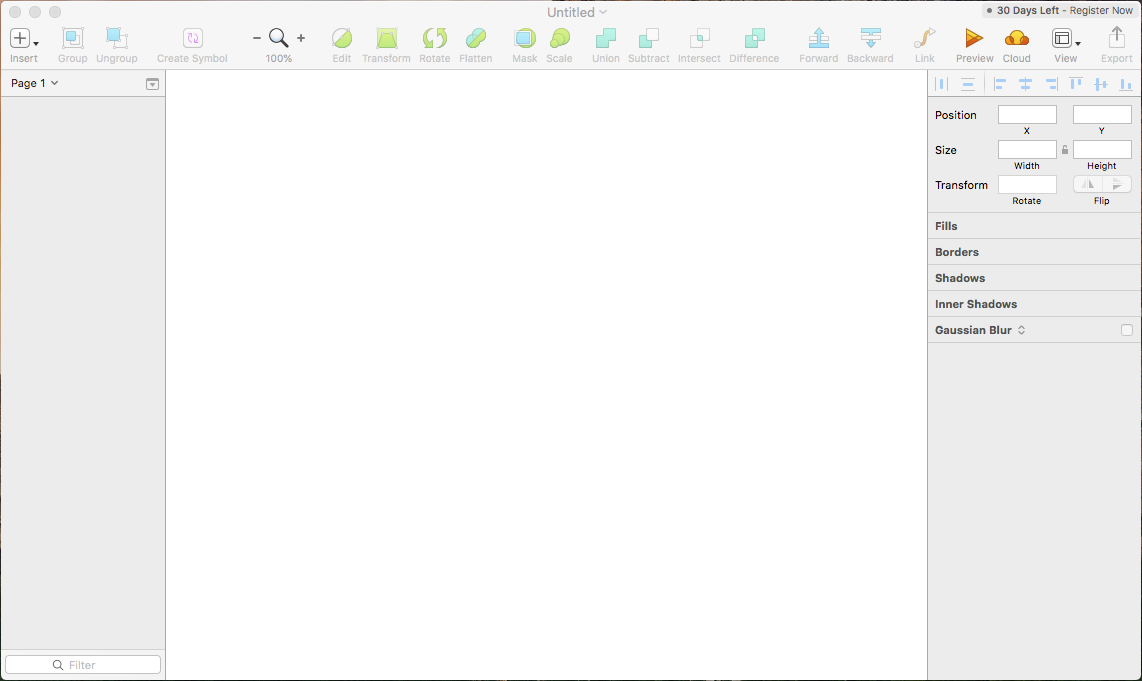 Untitled
30 Days Left - Register Now
Insert Group Ungroup Create Symbol 100% Edit Transform Rotate Flatten Mask Scale Union Subtract Intersect Difference Forward Backward Link Preview Cloud View Export
Page 1
Position
X Y
Size
Width Height
Transform
Rotate Flip
Fills
Borders
Shadows
Inner Shadows
Gaussian Blur
Filter